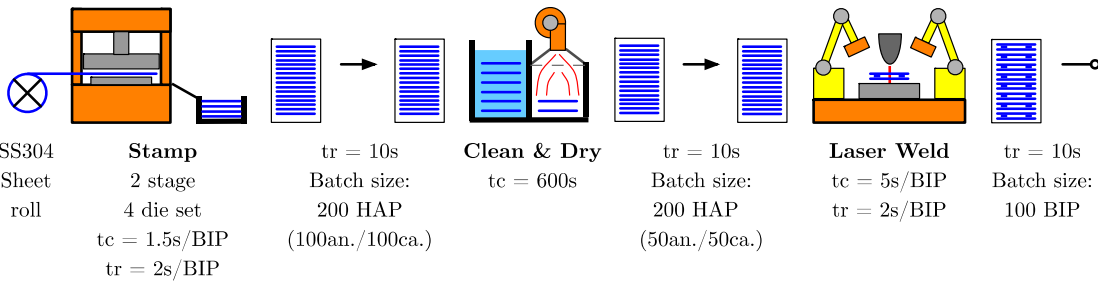 SS304
Sheet
roll
Stamp
2 stage
4 die set
tc = 1.5s/BIP
tr = 2s/BIP
tr = 10s
Batch size:
200 HAP
(100an./100ca.)
Clean & Dry
tc = 600s
tr = 10s
Batch size:
200 HAP
(50an./50ca.)
Laser Weld
tc = 5s/BIP
tr = 2s/BIP
tr = 10s
Batch size:
100 BIP